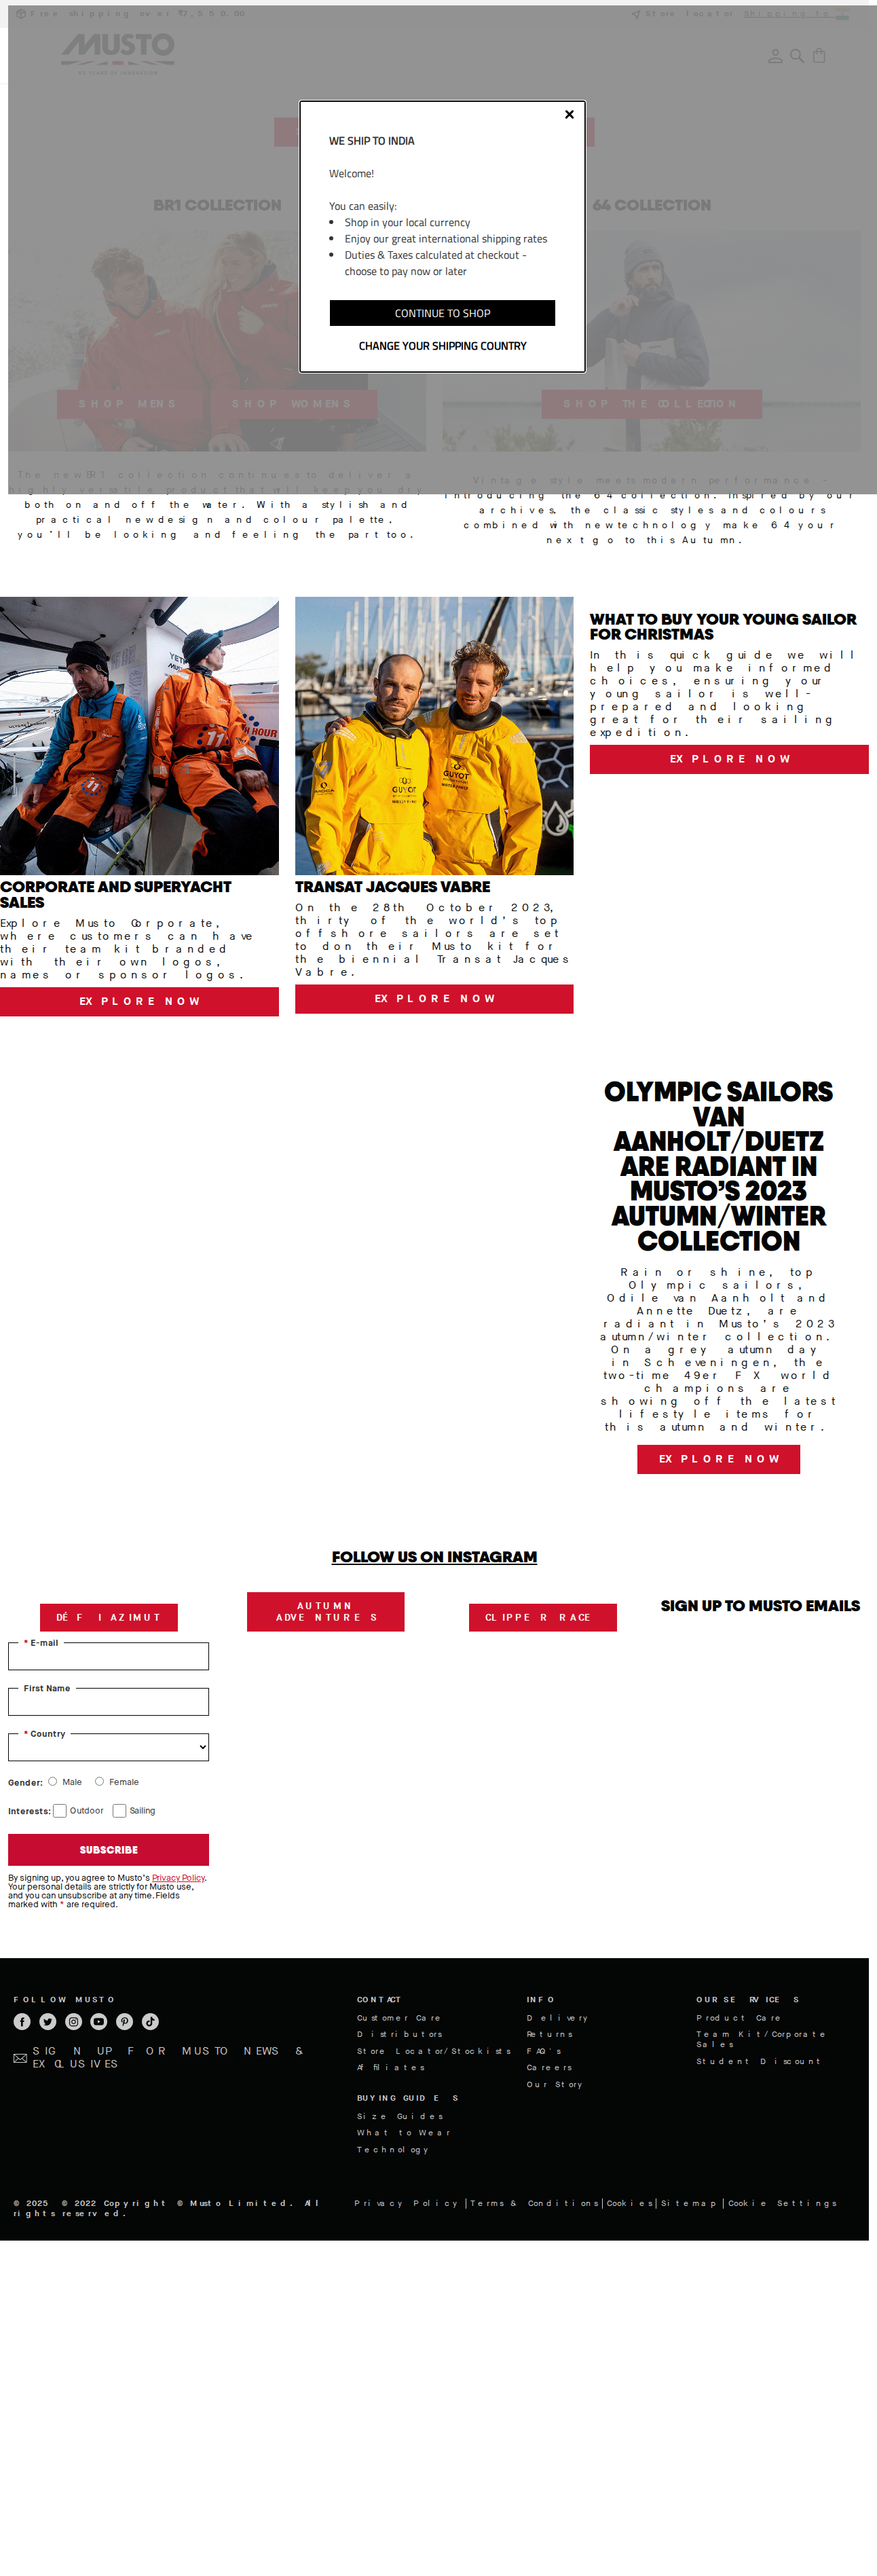 Free shipping over ₹7,556.60
Store Locator Shipping to
MUSTO
WE SHIP TO INDIA
Welcome!
You can easily:
Shop in your local currency
Enjoy our great international shipping rates
Duties & Taxes calculated at checkout -
choose to pay now or later
CONTINUE TO SHOP
CHANGE YOUR SHIPPING COUNTRY
BR1 COLLECTION
64 COLLECTION
SHOP MENS
SHOP WOMENS
SHOP THE COLLECTION
The new BR1 collection continues to deliver a
highly versatile product that will keep you dry
both on and off the water. With a stylish and
practical new design and colour palette,
you'll be looking and feeling the part too.
Vintage style meets modern performance -
introducing the 64 collection. Inspired by our
archives, the classic styles and colours
combined with new technology make 64 your
next go to this Autumn.
YETI
11
11TH HOUR
GUYOT
GUYOT
CORPORATE AND SUPERYACHT
SALES
Explore Musto Corporate,
where customers can have
their team kit branded
with their own logos,
names or sponsor logos.
EXPLORE NOW
TRANSAT JACQUES VABRE
On the 28th October 2023,
thirty of the world's top
offshore sailors are set
to don their Musto kit for
the biennial Transat Jacques
Vabre.
EXPLORE NOW
WHAT TO BUY YOUR YOUNG SAILOR
FOR CHRISTMAS
In this quick guide we will
help you make informed
choices, ensuring your
young sailor is well-
prepared and looking
great for their sailing
expedition.
EXPLORE NOW
OLYMPIC SAILORS
VAN
AANHOLT/DUETZ
ARE RADIANT IN
MUSTO’S 2023
AUTUMN/WINTER
COLLECTION
Rain or shine, top
Olympic sailors,
Odile van Aanholt and
Annette Duetz, are
radiant in Musto's 2023
autumn/winter collection.
On a grey autumn day
in Scheveningen, the
two-time 49er FX world
champions are
showing off the latest
lifestyle items for
this autumn and winter.
EXPLORE NOW
FOLLOW US ON INSTAGRAM
DÉFI AZIMUT
AUTUMN
ADVENTURES
CLIPPER RACE
SIGN UP TO MUSTO EMAILS
* E-mail
First Name
* Country
Gender: Male Female
Interests: Outdoor Sailing
SUBSCRIBE
By signing up, you agree to Musto's Privacy Policy.
Your personal details are strictly for Musto use,
and you can unsubscribe at any time. Fields
marked with * are required.
FOLLOW MUSTO
SIGN UP FOR MUSTO NEWS &
EXCLUSIVES
CONTACT
Customer Care
Distributors
Store Locator/Stockists
Affiliates
BUYING GUIDES
Size Guides
What to Wear
Technology
INFO
Delivery
Returns
FAQ's
Careers
Our Story
OUR SERVICES
Product Care
Team Kit/Corporate
Sales
Student Discount
© 2025 © 2022 Copyright © Musto Limited. All
rights reserved.
Privacy Policy | Terms & Conditions | Cookies | Sitemap | Cookie Settings